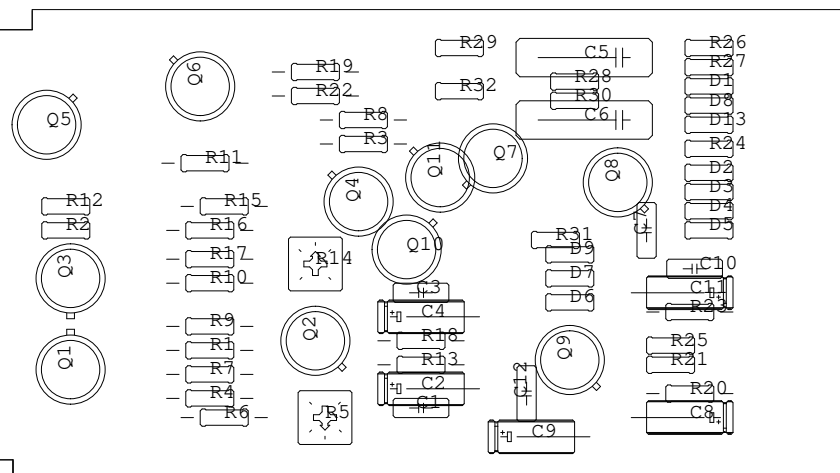 R29
R26
C5
R27
Q6
R19
R28
D1
R22
R32
R30
D8
Q5
R8
C6
D13
R3
R24
R11
Q11
Q7
Q8
D2
Q4
D3
R12
R15
D4
R2
R16
C7
D5
R31
Q10
D9
Q3
R17
R14
C10
R10
D7
C3
C11
D6
C4
R23
R9
Q2
R18
R1
Q9
R25
Q1
R13
R21
R7
C2
C12
R4
C1
R20
R6
R5
C9
C8